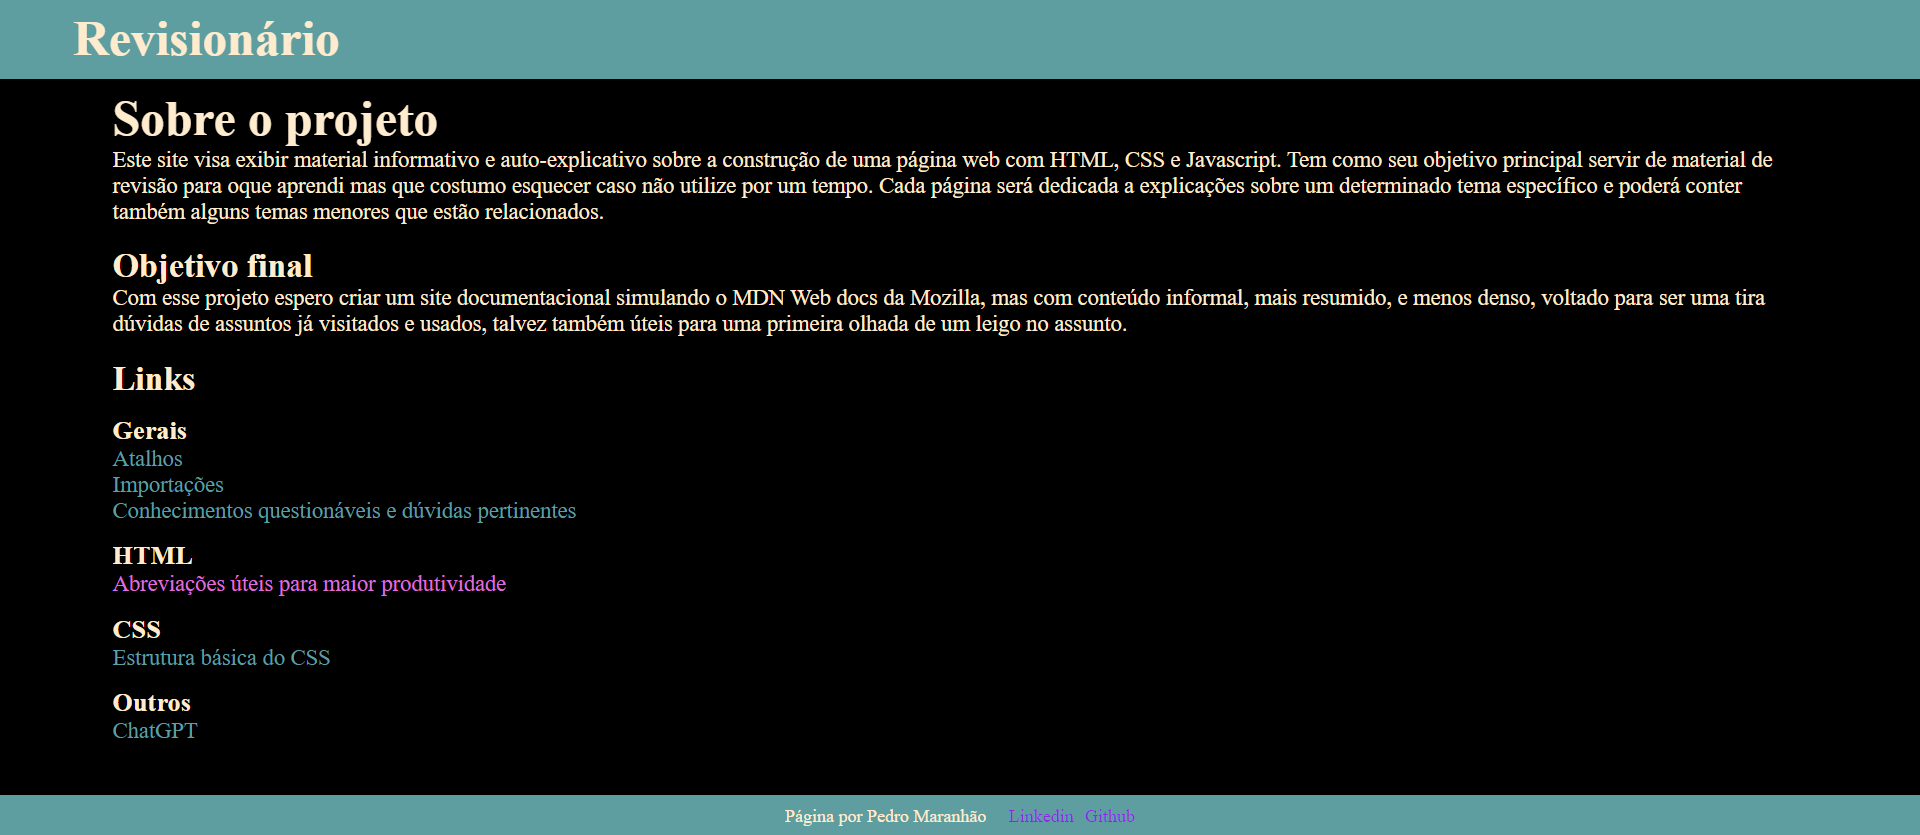 Revisionário
Sobre o projeto
Este site visa exibir material informativo e auto-explicativo sobre a construção de uma página web com HTML, CSS e Javascript. Tem como seu objetivo principal servir de material de
revisão para oque aprendi mas que costumo esquecer caso não utilize por um tempo. Cada página será dedicada a explicações sobre um determinado tema específico e poderá conter
também alguns temas menores que estão relacionados.
Objetivo final
Com esse projeto espero criar um site documentacional simulando o MDN Web docs da Mozilla, mas com conteúdo informal, mais resumido, e menos denso, voltado para ser uma tira
dúvidas de assuntos já visitados e usados, talvez também úteis para uma primeira olhada de um leigo no assunto.
Links
Gerais
Atalhos
Importações
Conhecimentos questionáveis e dúvidas pertinentes
HTML
Abreviações úteis para maior produtividade
CSS
Estrutura básica do CSS
Outros
ChatGPT
Página por Pedro Maranhão Linkedin Github